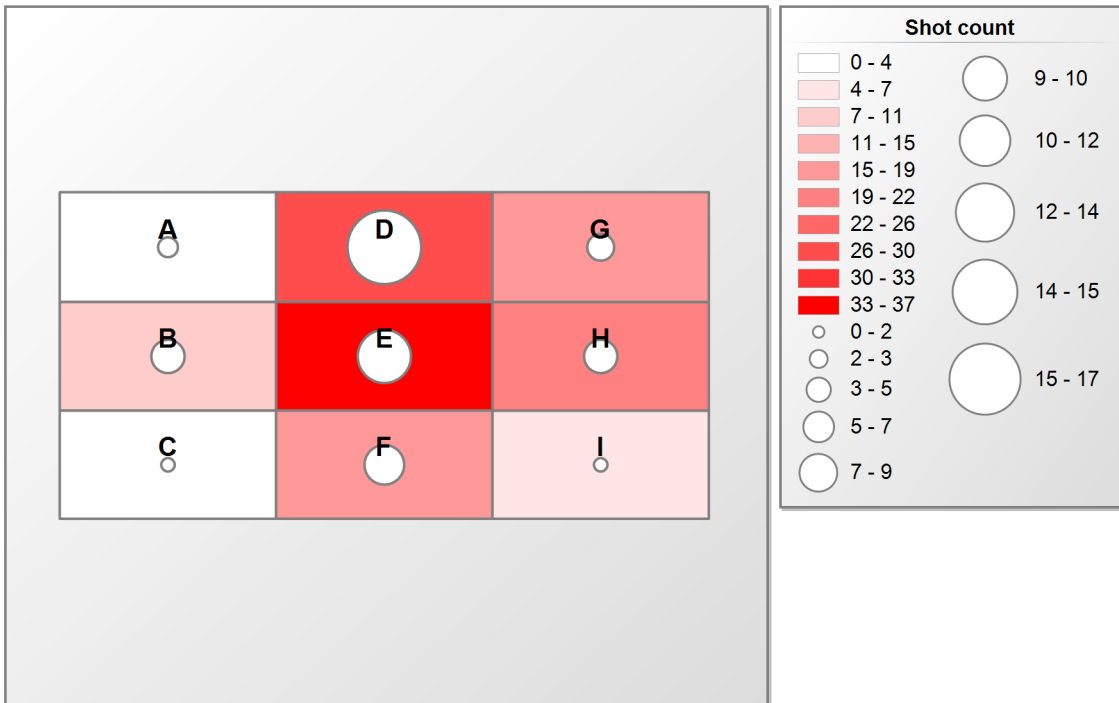 A
D
G
B
E
H
C
F
I
Shot count
0 - 4
4 - 7
7 - 11
11 - 15
15 - 19
19 - 22
22 - 26
26 - 30
30 - 33
33 - 37
0 - 2
2 - 3
3 - 5
5 - 7
7 - 9
9 - 10
10 - 12
12 - 14
14 - 15
15 - 17